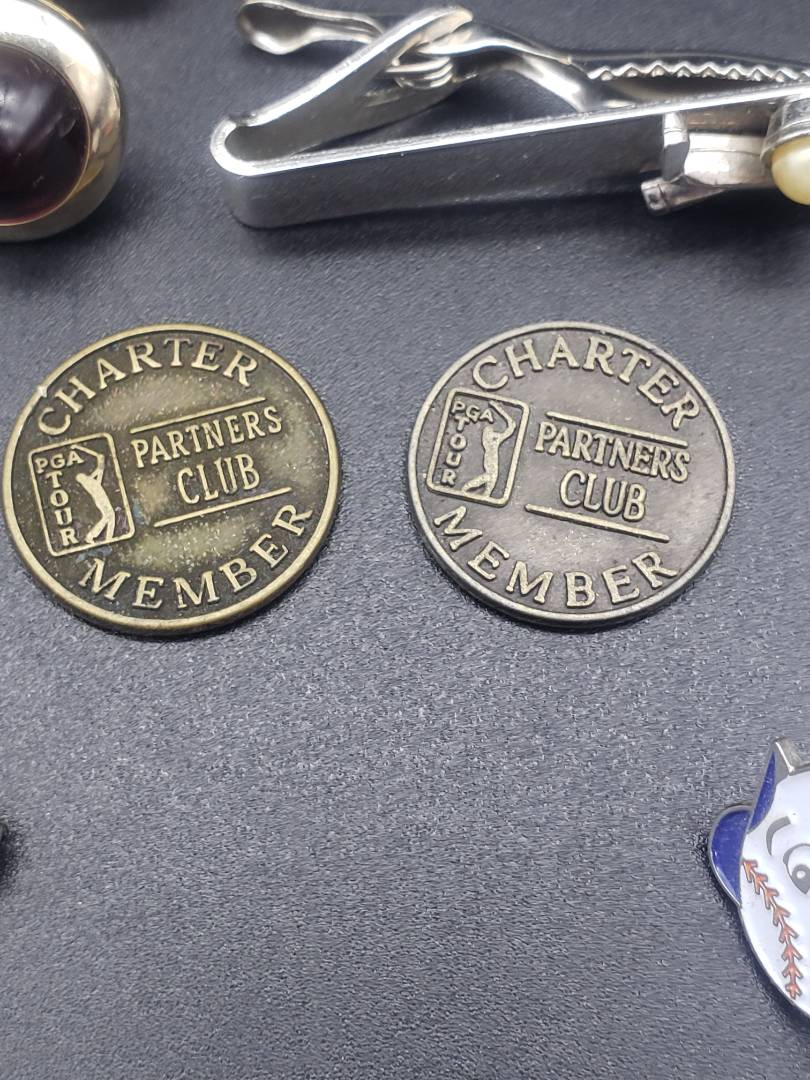 CHARTER
PGA
TOUR
PARTNERS
CLUB
MEMBER
CHARTER
PGA
TOUR
PARTNERS
CLUB
MEMBER